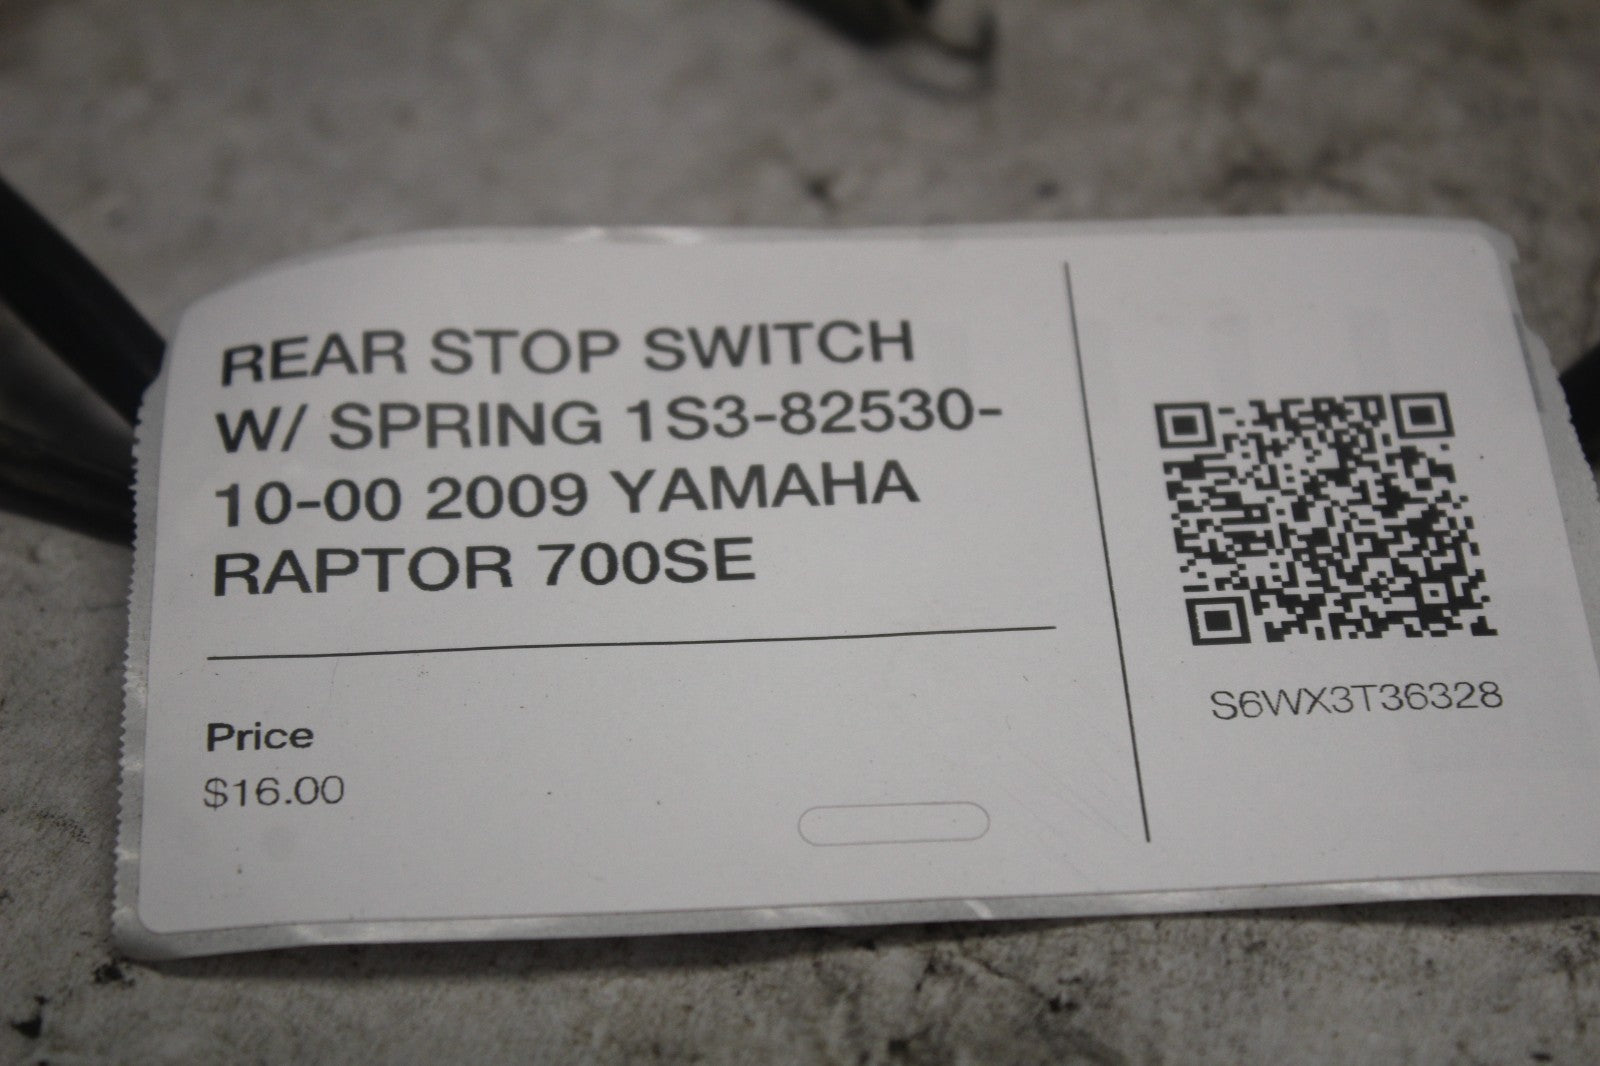 REAR STOP SWITCH
W/ SPRING 1S3-82530-
10-00 2009 YAMAHA
RAPTOR 700SE
Price
$16.00
S6WX3T36328